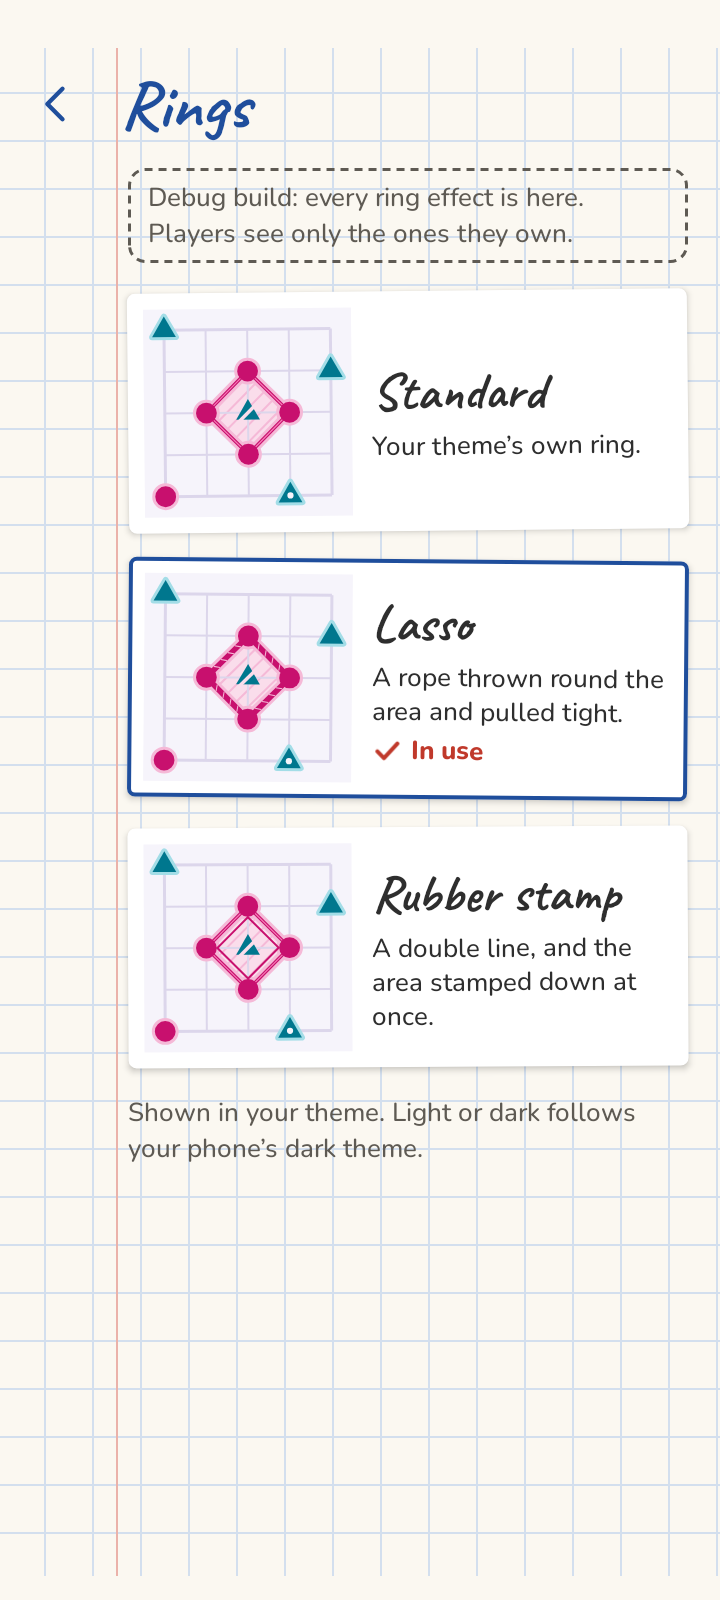 Rings
Debug build: every ring effect is here.
Players see only the ones they own.
Standard
Your theme’s own ring.
Lasso
A rope thrown round the
area and pulled tight.
In use
Rubber stamp
A double line, and the
area stamped down at
once.
Shown in your theme. Light or dark follows
your phone’s dark theme.